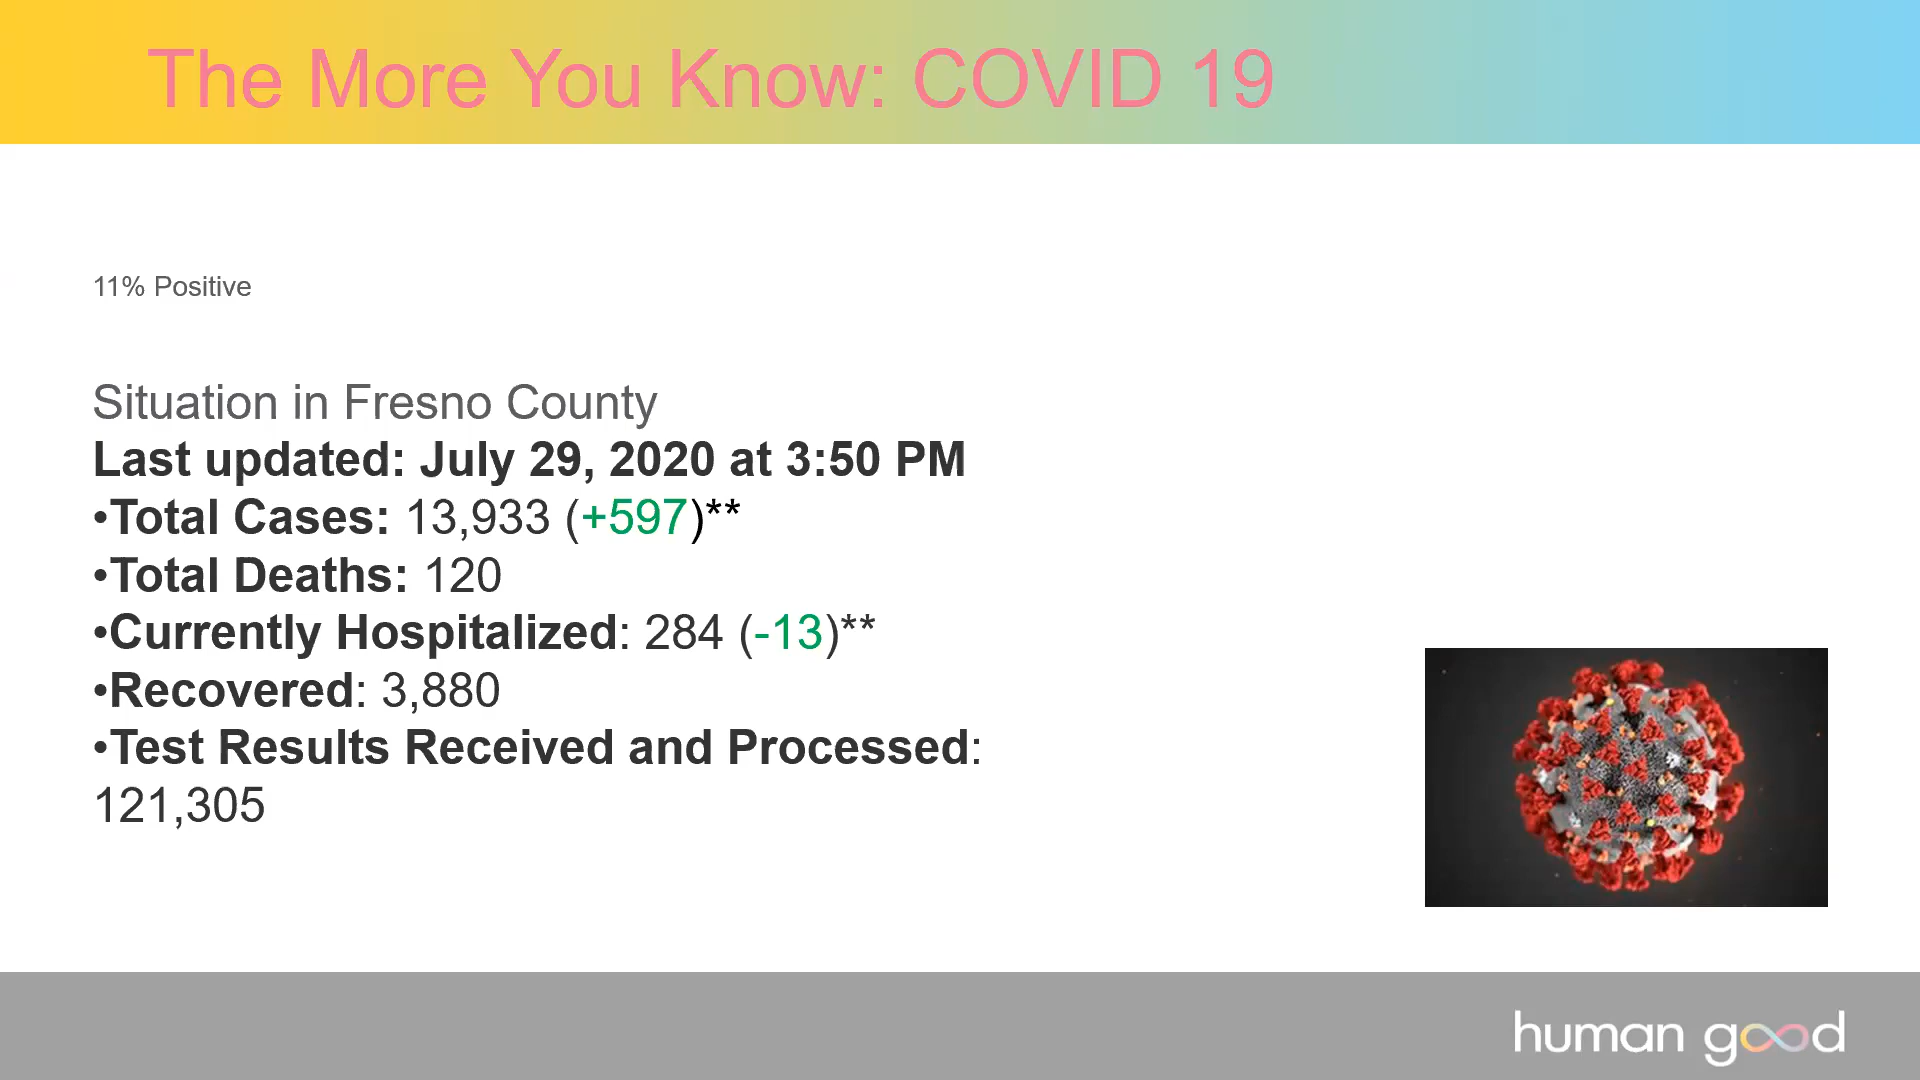 The More You Know: COVID 19
11% Positive
Situation in Fresno County
Last updated: July 29, 2020 at 3:50 PM
•Total Cases: 13,933 (+597)**
•Total Deaths: 120
•Currently Hospitalized: 284 (-13)**
•Recovered: 3,880
•Test Results Received and Processed:
121,305
human good